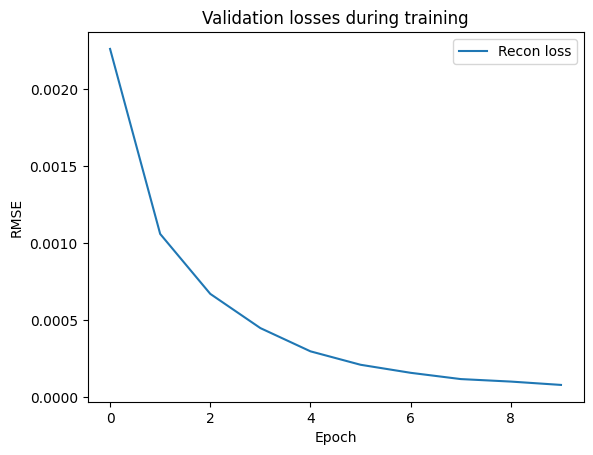 Validation losses during training
Recon loss
RMSE
0.0020
0.0015
0.0010
0.0005
0.0000
0 2 4 6 8
Epoch